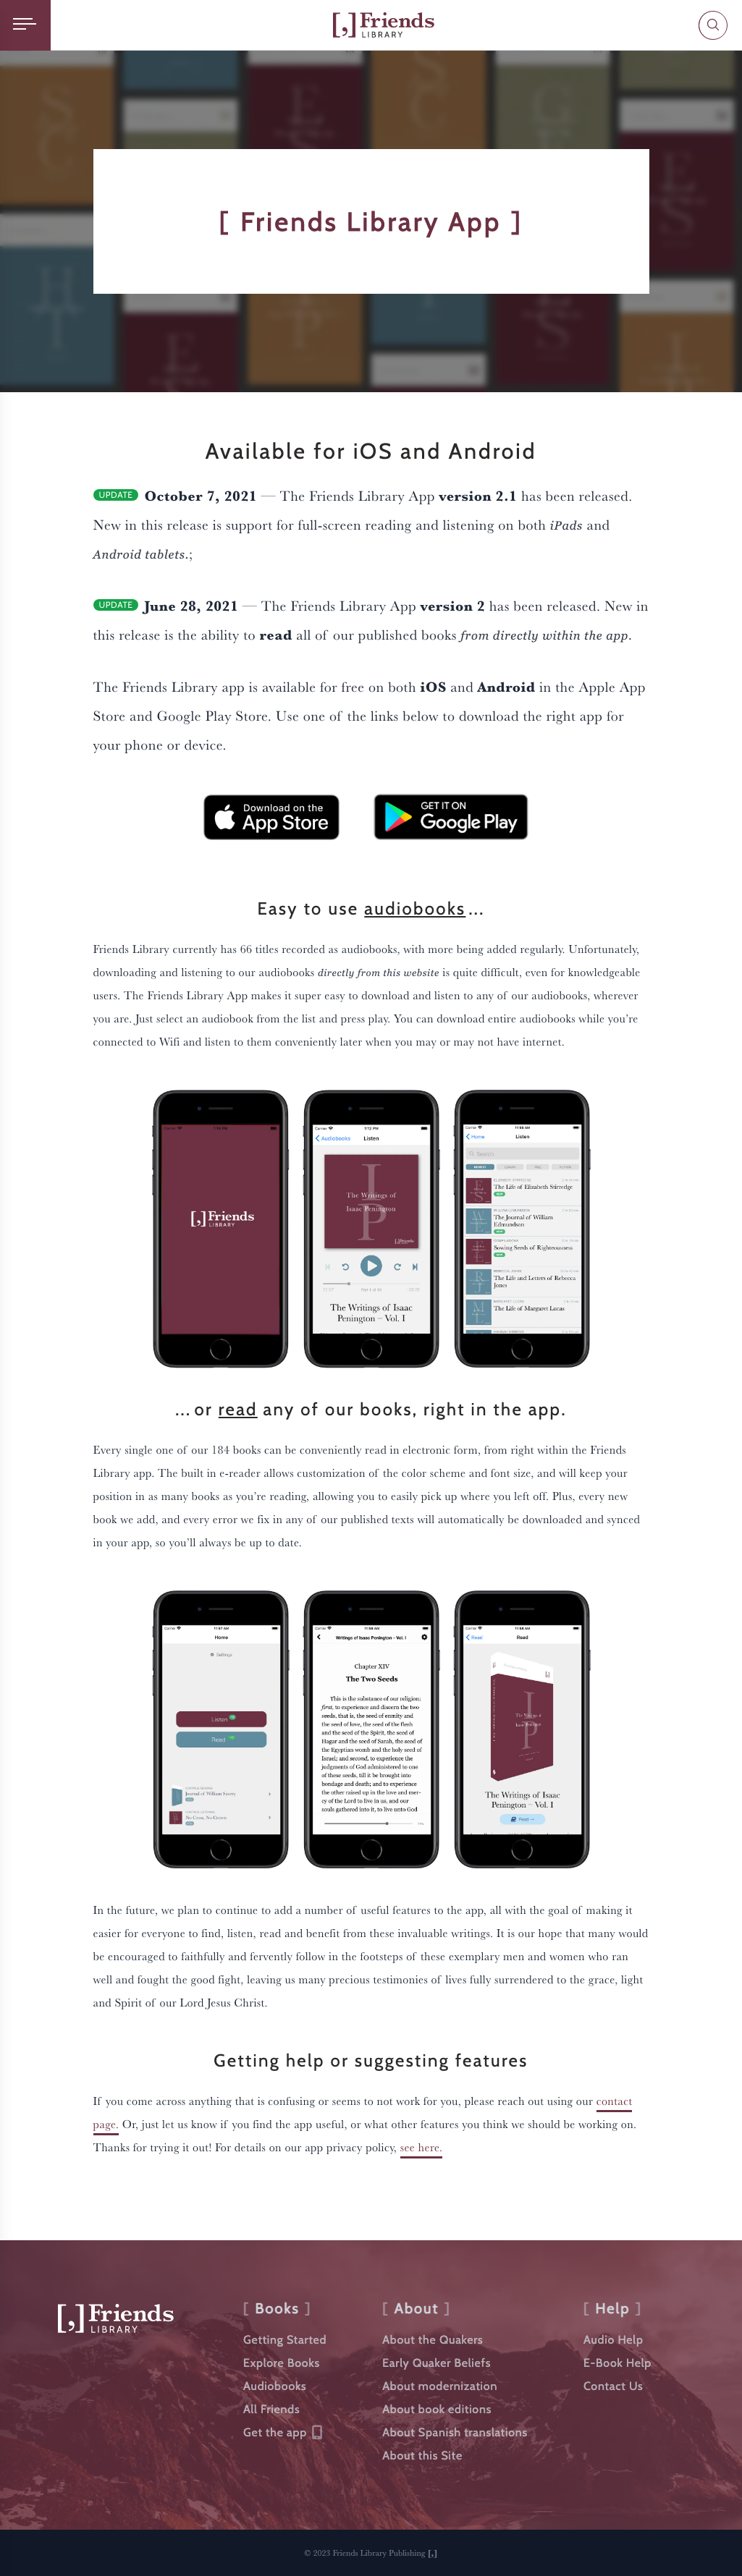 [,] Friends
LIBRARY
[ Friends Library App ]
Available for iOS and Android
UPDATE October 7, 2021 — The Friends Library App version 2.1 has been released.
New in this release is support for full-screen reading and listening on both iPads and
Android tablets.;
UPDATE June 28, 2021 — The Friends Library App version 2 has been released. New in
this release is the ability to read all of our published books from directly within the app.
The Friends Library app is available for free on both iOS and Android in the Apple App
Store and Google Play Store. Use one of the links below to download the right app for
your phone or device.
Download on the
App Store
GET IT ON
Google Play
Easy to use audiobooks...
Friends Library currently has 66 titles recorded as audiobooks, with more being added regularly. Unfortunately,
downloading and listening to our audiobooks directly from this website is quite difficult, even for knowledgeable
users. The Friends Library App makes it super easy to download and listen to any of our audiobooks, wherever
you are. Just select an audiobook from the list and press play. You can download entire audiobooks while you’re
connected to Wifi and listen to them conveniently later when you may or may not have internet.
[,] Friends
LIBRARY
Audiobooks Listen
The Writings of
Isaac Penington
IP
The Writings of Isaac
Penington – Vol. I
Home Listen
Search
The Life of Elizabeth Stirredge
The Journal of William
Edmundson
Sowing Seeds of Righteousness
The Life and Letters of Rebecca
Jones
The Life of Margaret Lucas
...or read any of our books, right in the app.
Every single one of our 184 books can be conveniently read in electronic form, from right within the Friends
Library app. The built in e-reader allows customization of the color scheme and font size, and will keep your
position in as many books as you’re reading, allowing you to easily pick up where you left off. Plus, every new
book we add, and every error we fix in any of our published texts will automatically be downloaded and synced
in your app, so you’ll always be up to date.
Home
Settings
Listen
Read
Journal of William Savery
No Cross, No Crown
Writings of Isaac Penington – Vol. I
Chapter XIV
The Two Seeds
This is the substance of our religion:
first, to experience and discern the two
seeds, that is, the seed of enmity and
the seed of love, the seed of the flesh
and the seed of the Spirit, the seed of
Hagar and the seed of Sarah, the seed of
the Egyptian womb and the holy seed of
Israel; and second, to experience the
judgments of God administered to one
of these seeds, till it be brought into
bondage and death; and to experience
the other raised up in the love and mer-
cy of the Lord to live in us, and our
souls gathered into it, to live unto God
Read Read
The Writings of Isaac
Penington – Vol. I
Read
In the future, we plan to continue to add a number of useful features to the app, all with the goal of making it
easier for everyone to find, listen, read and benefit from these invaluable writings. It is our hope that many would
be encouraged to faithfully and fervently follow in the footsteps of these exemplary men and women who ran
well and fought the good fight, leaving us many precious testimonies of lives fully surrendered to the grace, light
and Spirit of our Lord Jesus Christ.
Getting help or suggesting features
If you come across anything that is confusing or seems to not work for you, please reach out using our contact
page. Or, just let us know if you find the app useful, or what other features you think we should be working on.
Thanks for trying it out! For details on our app privacy policy, see here.
[,] Friends
LIBRARY
[ Books ]
Getting Started
Explore Books
Audiobooks
All Friends
Get the app
[ About ]
About the Quakers
Early Quaker Beliefs
About modernization
About book editions
About Spanish translations
About this Site
[ Help ]
Audio Help
E-Book Help
Contact Us
© 2023 Friends Library Publishing [,]